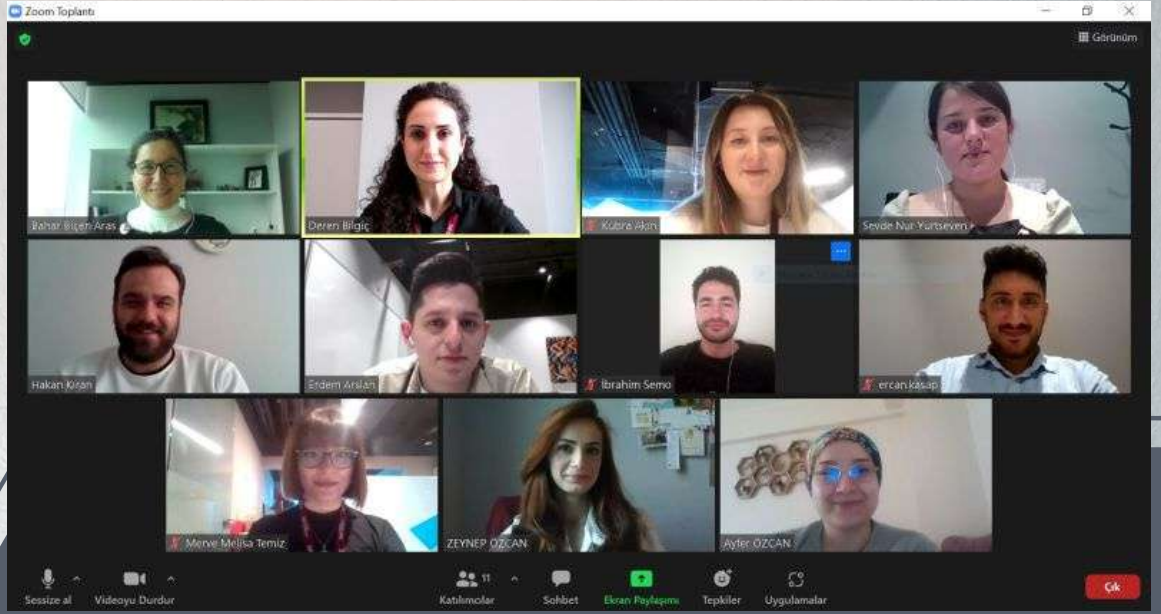 Zoom Toplantı
Görünüm
Bahar Biçen Aras
Deren Bilgiç
Kübra Akın
Sevde Nur Yurtseven
Hakan Kıran
Erdem Arslan
İbrahim Semo
ercan kasap
Merve Melisa Temiz
ZEYNEP ÖZCAN
Ayfer ÖZCAN
Sessize al
Videoyu Durdur
Katılımcılar
11
Sohbet
Ekran Paylaşımı
Tepkiler
Uygulamalar
Çık